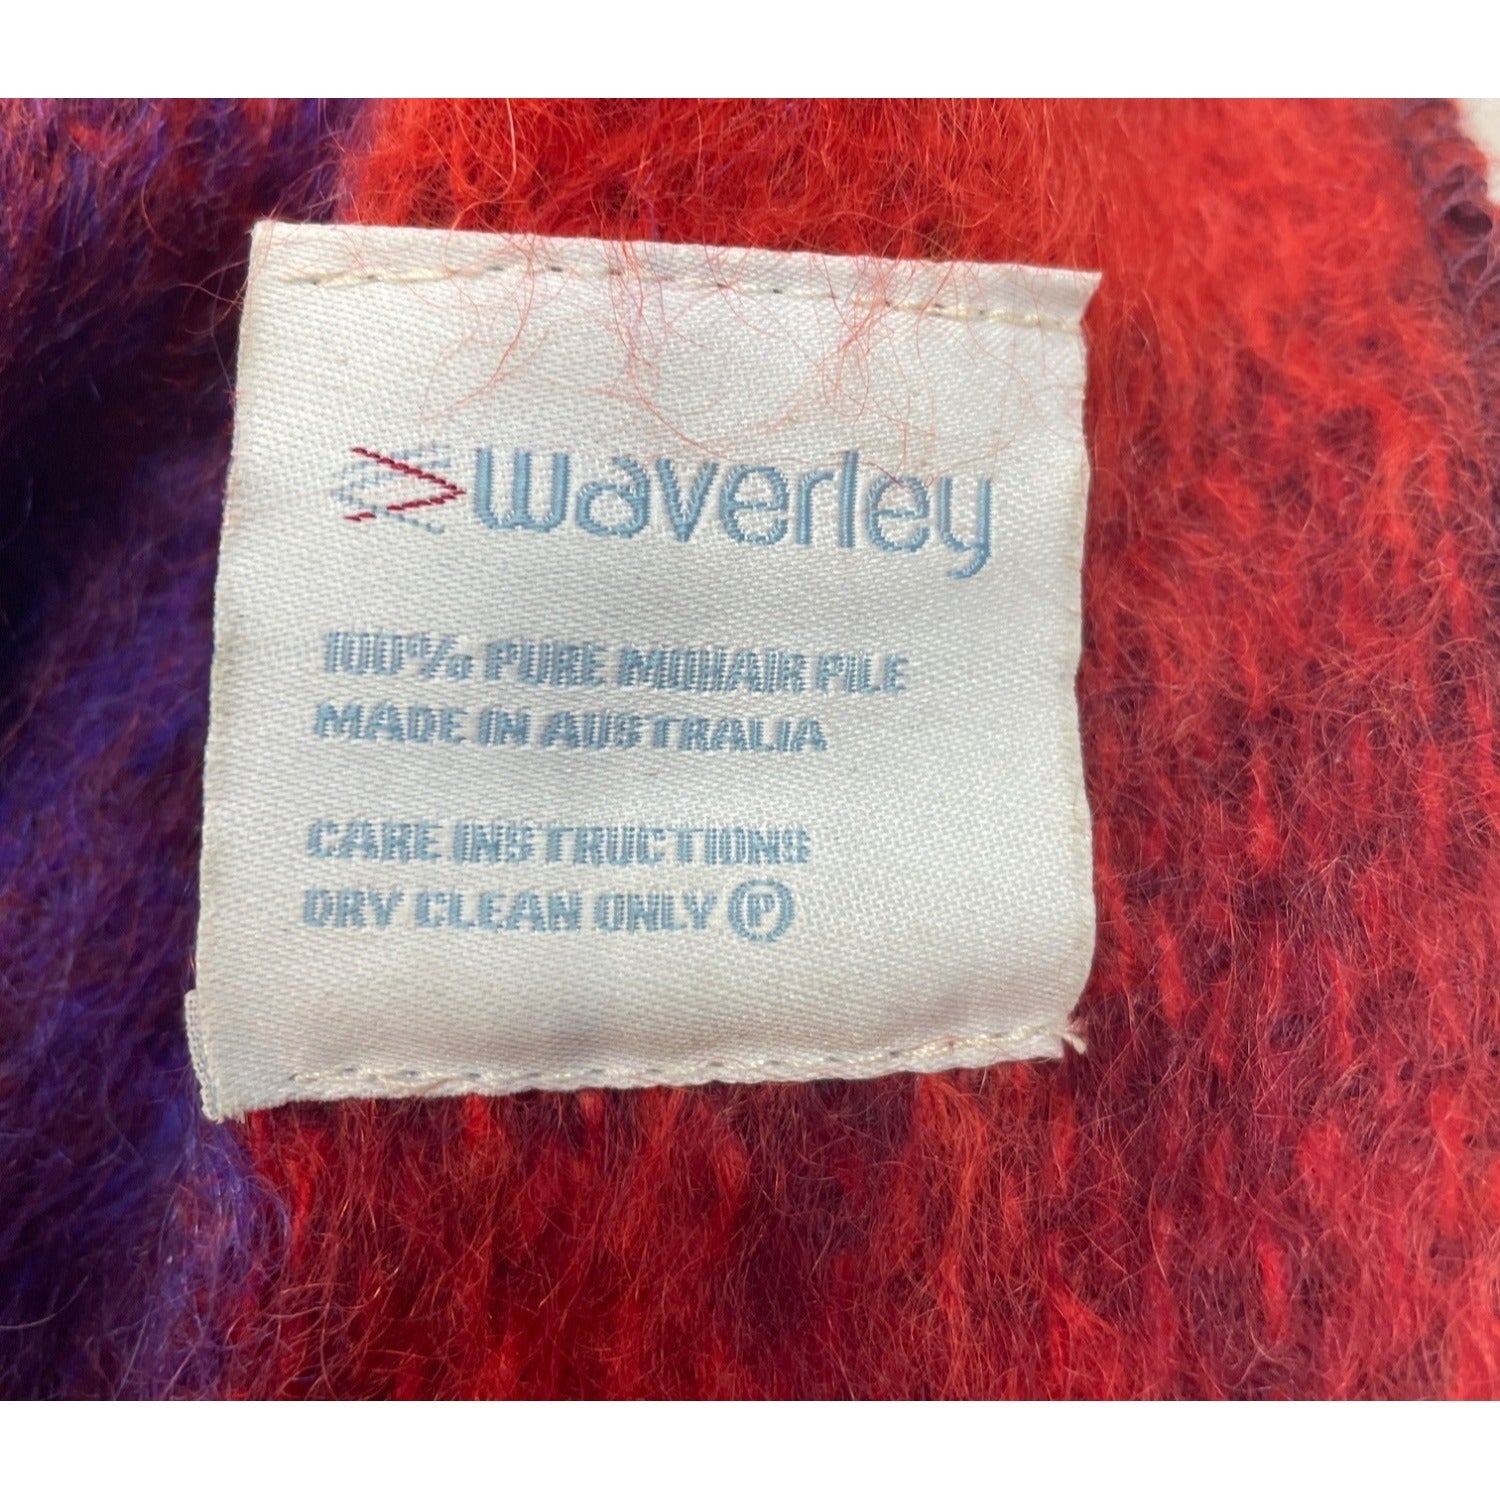 waverley
100% PURE MOHAIR PILE
MADE IN AUSTRALIA
CARE INSTRUCTIONS
DRY CLEAN ONLY Ⓟ